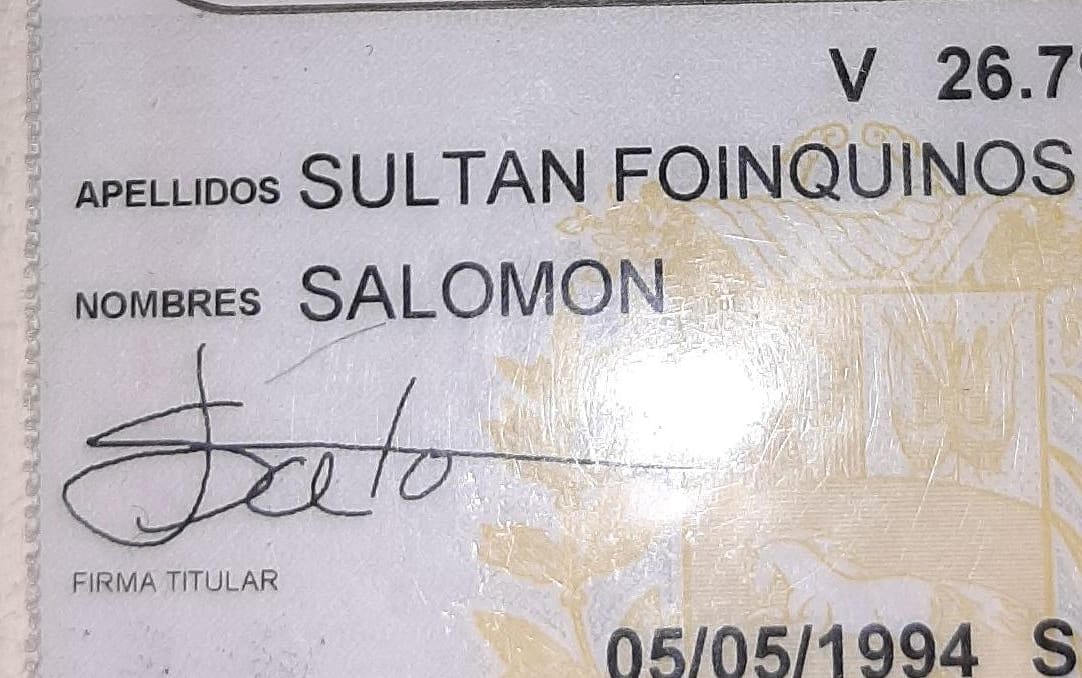 V 26.7
APELLIDOS SULTAN FOINQUINOS
NOMBRES SALOMON
FIRMA TITULAR
05/05/1994 S